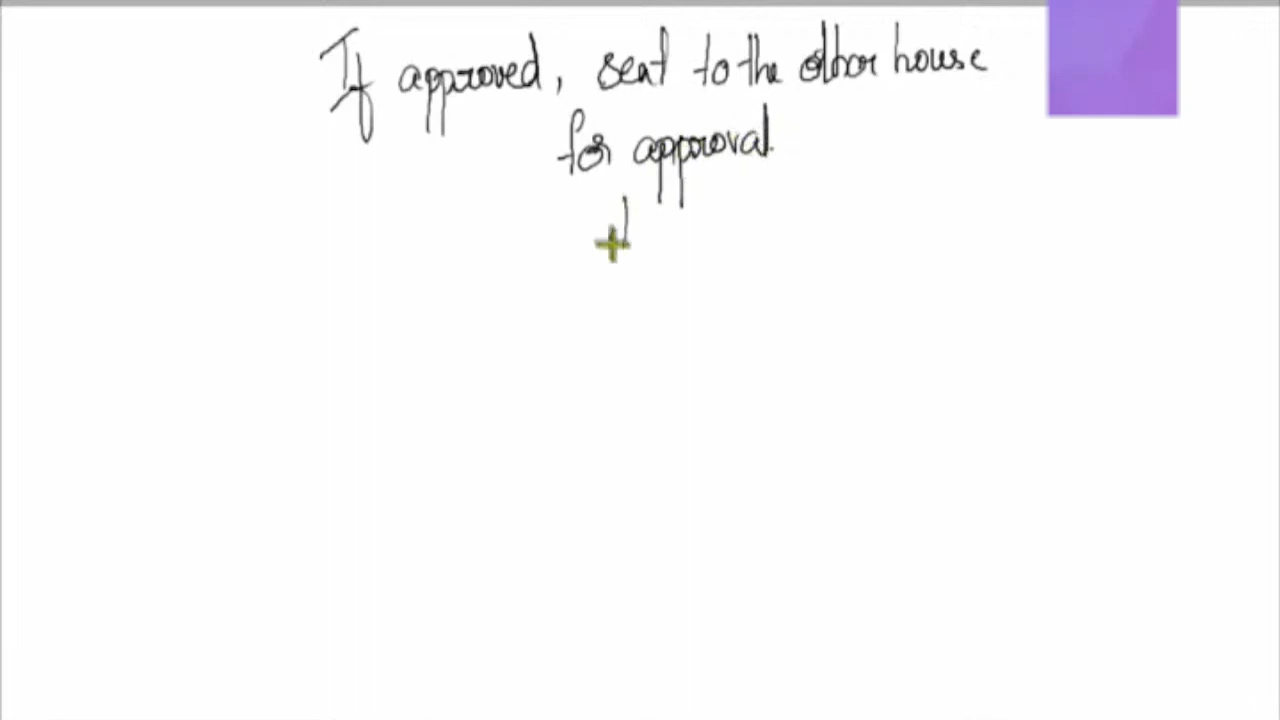 If approved, sent to the other house
for approval